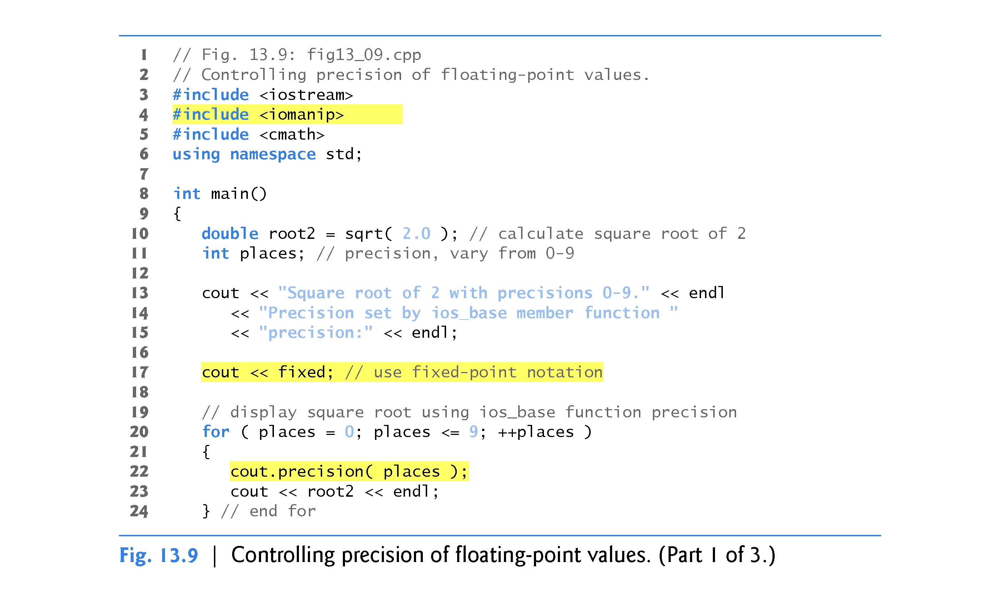 1 // Fig. 13.9: fig13_09.cpp
2 // Controlling precision of floating-point values.
3 #include <iostream>
4 #include <iomanip>
5 #include <cmath>
6 using namespace std;
7
8 int main()
9 {
10 double root2 = sqrt( 2.0 ); // calculate square root of 2
11 int places; // precision, vary from 0-9
12
13 cout << "Square root of 2 with precisions 0-9." << endl
14 << "Precision set by ios_base member function "
15 << "precision:" << endl;
16
17 cout << fixed; // use fixed-point notation
18
19 // display square root using ios_base function precision
20 for ( places = 0; places <= 9; ++places )
21 {
22 cout.precision( places );
23 cout << root2 << endl;
24 } // end for
Fig. 13.9 | Controlling precision of floating-point values. (Part 1 of 3.)